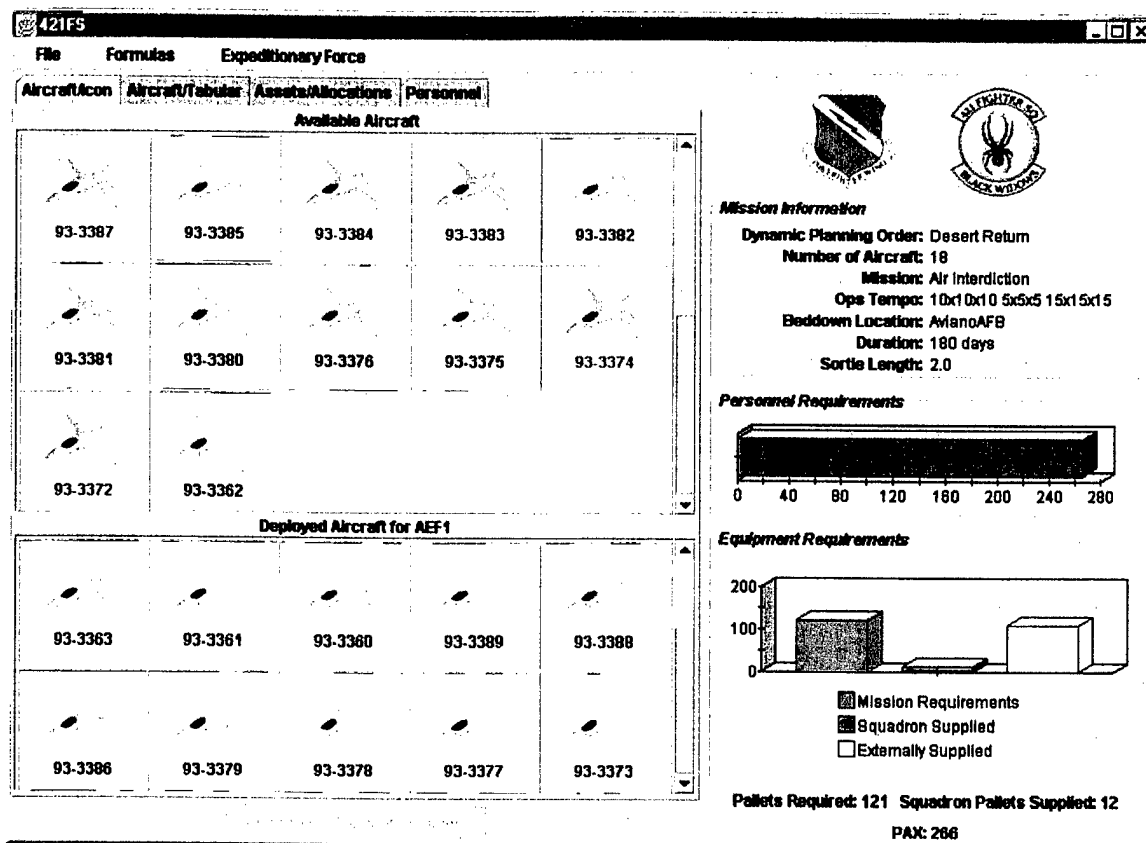 421FS
File Formulas Expeditionary Force
Aircraft/Icon Aircraft/Tabular Assets/Allocations Personnel
Available Aircraft
93-3387 93-3385 93-3384 93-3383 93-3382
93-3381 93-3380 93-3376 93-3375 93-3374
93-3372 93-3362
Deployed Aircraft for AEF1
93-3363 93-3361 93-3360 93-3389 93-3388
93-3386 93-3379 93-3378 93-3377 93-3373
BLACK WIDOWS
Mission Information
Dynamic Planning Order: Desert Return
Number of Aircraft: 18
Mission: Air Interdiction
Ops Tempo: 10x10x10 5x5x5 15x15x15
Beddown Location: AvianoAFB
Duration: 180 days
Sortie Length: 2.0
Personnel Requirements
0 40 80 120 160 200 240 280
Equipment Requirements
200
100
0
Mission Requirements
Squadron Supplied
Externally Supplied
Pallets Required: 121 Squadron Pallets Supplied: 12
PAX: 266